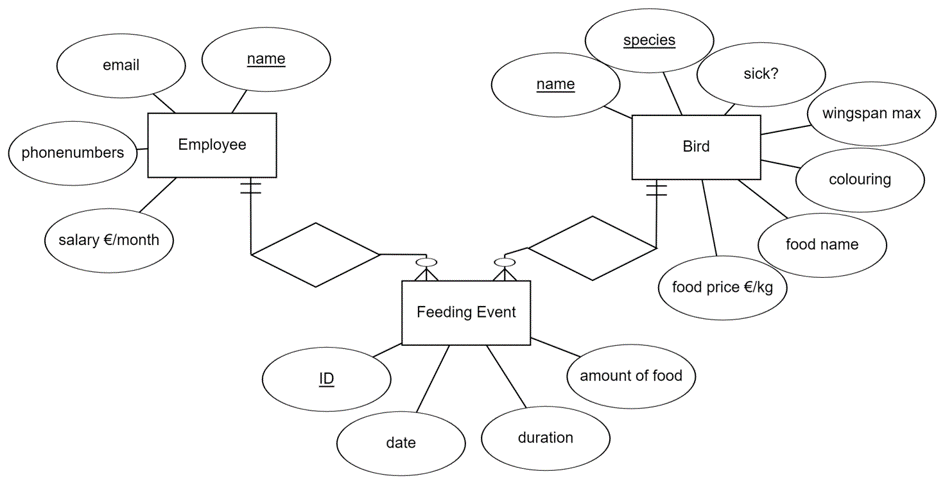 species
name
email
name
sick?
wingspan max
Employee
Bird
phonenumbers
colouring
salary €/month
food name
food price €/kg
Feeding Event
ID
amount of food
date
duration